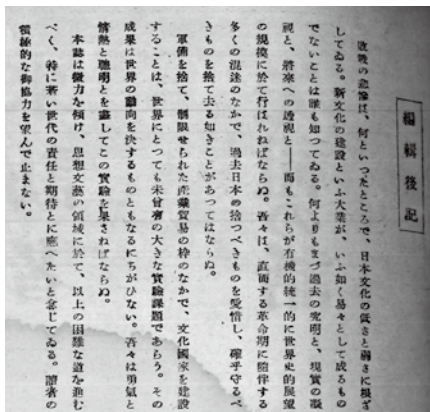 編輯後記
敗後の意味は、何といつたところで、日本文化の低さと弱さに根ざ
してゐる。新文化の建設といふ大業が、いふ如く易々として成るもの
でないことは誰も知つてゐる。何よりもまづ過去の究明と、現實の凝
視と、將來への透視と――而もこれらが有機的統一的に世界史的展望
の規模に於て行はれねばならぬ。吾々は、直面する革命期に随伴する
多くの混迷のなかで、過去日本の捨つべきものを愛惜し、確乎守るべ
きものを捨て去る如きことがあつてはならぬ。
軍備を捨て、制限せられた産業貿易の枠のなかで、文化國家を建設
することは、世界にとつても未曾有の大きな實驗課題であらう。その
成果は世界の動向を決するものともなるにちがひない。吾々は勇氣と
情熱と聰明とを盡してこの實驗を果さねばならぬ。
本誌は微力を傾け、思想文藝の領域に於て、以上の困難な道を進む
べく、特に若い世代の責任と期待とに應へたいと念じてゐる。讀者の
積極的な御協力を望んで止まない。